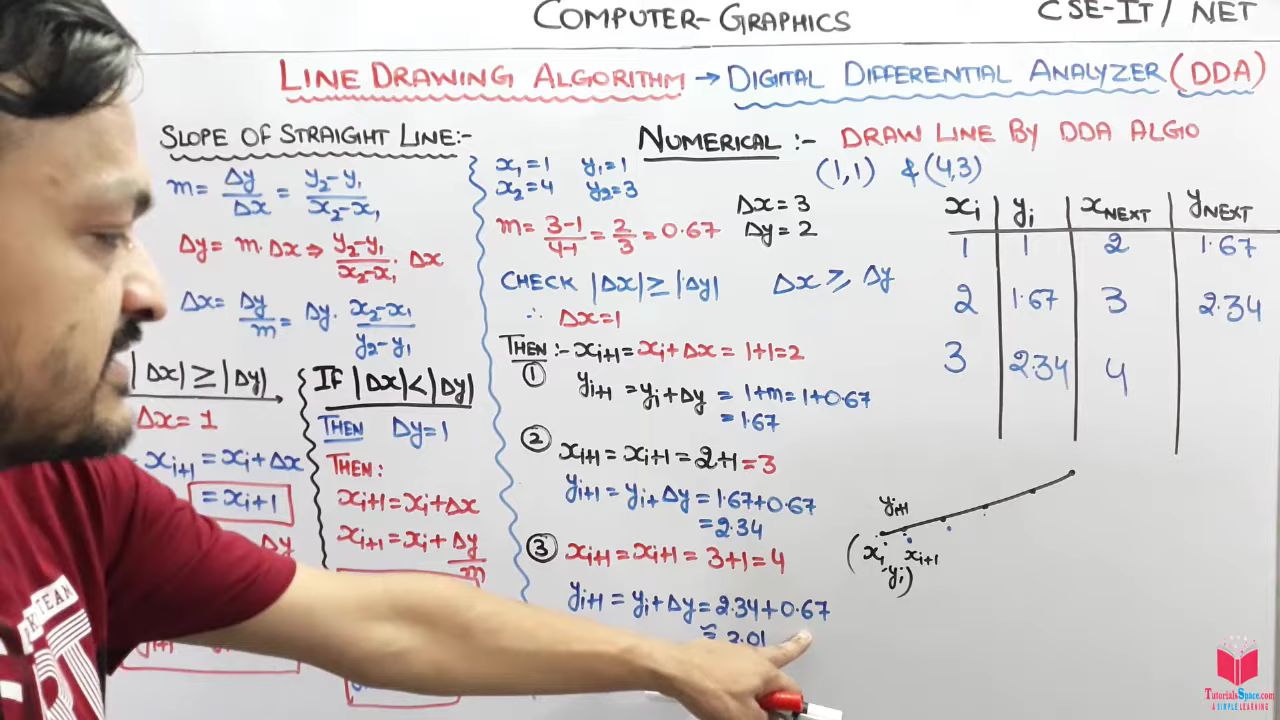 COMPUTER-GRAPHICS
CSE-IT/ NET
LINE DRAWING ALGORITHM → DIGITAL DIFFERENTIAL ANALYZER (DDA)
SLOPE OF STRAIGHT LINE:-
m = Δy/Δx = y₂-y₁/x₂-x₁
Δy = m.Δx ⇒ y₂-y₁/x₂-x₁ . Δx
Δx = Δy/m = Δy. x₂-x₁/y₂-y₁
|Δx| ≥ |Δy|
Δx = 1
xi+1 = xi+Δx
= xi+1
IF |Δx| < |Δy|
THEN Δy=1
THEN:
xi+1 = xi+Δx
xi+1 = xi + Δy/m
NUMERICAL :- DRAW LINE BY DDA ALGO
(1,1) & (4,3)
x₁=1 y₁=1
x₂=4 y₂=3
Δx = 3
Δy = 2
m = 3-1/4-1 = 2/3 = 0.67
CHECK |Δx| ≥ |Δy| Δx ≥ Δy
∴ Δx=1
THEN :- xi+1 = xi+Δx = 1+1=2
① yi+1 = yi+Δy = 1+m = 1+0.67
= 1.67
② xi+1 = xi+1 = 2+1 = 3
yi+1 = yi+Δy = 1.67+0.67
= 2.34
③ xi+1 = xi+1 = 3+1 = 4
yi+1 = yi+Δy = 2.34+0.67
xi yi xNEXT yNEXT
1 1 2 1.67
2 1.67 3 2.34
3 2.34 4
yi+1
(xi xi+1
-yi)
TEAM
TutorialsSpace.com
A SIMPLE LEARNING